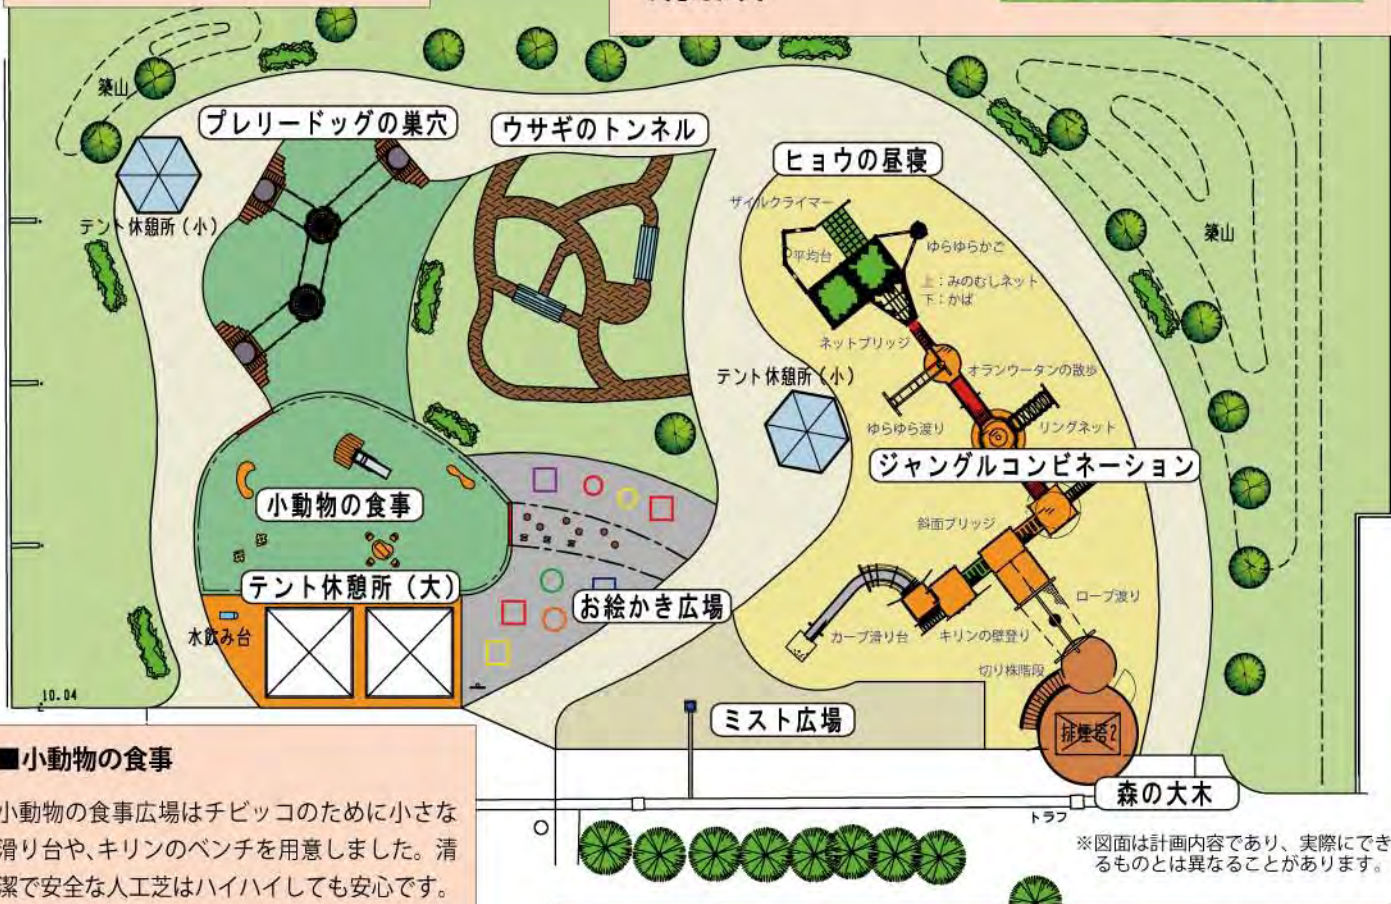 築山
プレリードッグの巣穴
ウサギのトンネル
ヒョウの昼寝
テント休憩所（小）
ザイルクライマー
平均台
ゆらゆらかご
築山
上：みのむしネット
下：かば
ネットブリッジ
オランウータンの散歩
テント休憩所（小）
ゆらゆら渡り
リングネット
ジャングルコンビネーション
小動物の食事
斜面ブリッジ
テント休憩所（大）
お絵かき広場
ロープ渡り
水飲み台
カーブ滑り台
キリンの壁登り
切り株階段
10.04
ミスト広場
排煙塔2
森の大木
トラフ
■小動物の食事
小動物の食事広場はチビッコのために小さな
滑り台や、キリンのベンチを用意しました。清
潔で安全な人工芝はハイハイしても安心です。
※図面は計画内容であり、実際にでき
るものとは異なることがあります。